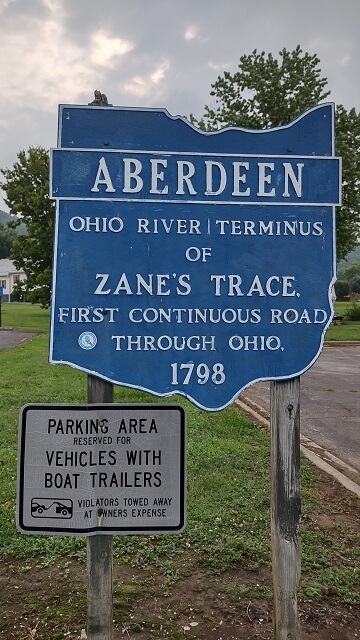 ABERDEEN
OHIO RIVER TERMINUS
OF
ZANE'S TRACE,
FIRST CONTINUOUS ROAD
THROUGH OHIO.
1798
PARKING AREA
RESERVED FOR
VEHICLES WITH
BOAT TRAILERS
VIOLATORS TOWED AWAY
AT OWNERS EXPENSE